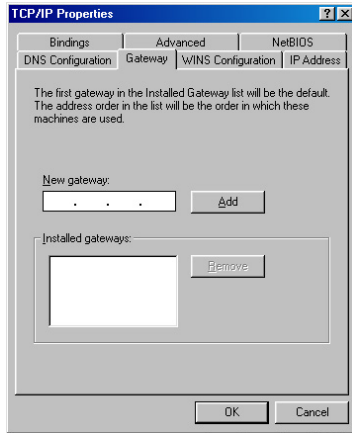 TCP/IP Properties
Bindings Advanced NetBIOS
DNS Configuration Gateway WINS Configuration IP Address
The first gateway in the Installed Gateway list will be the default.
The address order in the list will be the order in which these
machines are used.
New gateway:
. . .
Add
Installed gateways:
Remove
OK Cancel